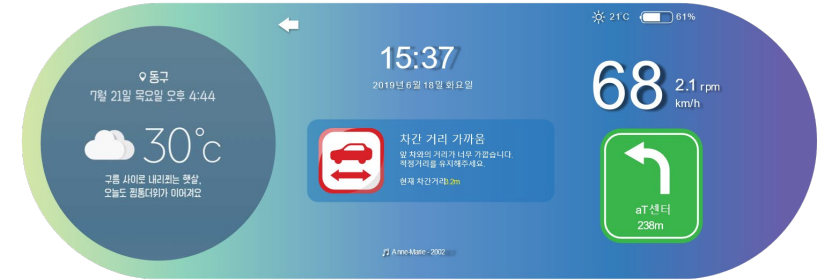 동구
7월 21일 목요일 오후 4:44
30°c
구름 사이로 내리쬐는 햇살,
오늘도 찜통더위가 이어져요
15:37
2019년 6월 18일 화요일
차간 거리 가까움
앞 차와의 거리가 너무 가깝습니다.
적정거리를 유지해주세요.
현재 차간거리0.2m
Anne-Marie - 2002
21°C
61%
68
2.1 rpm
km/h
aT센터
238m